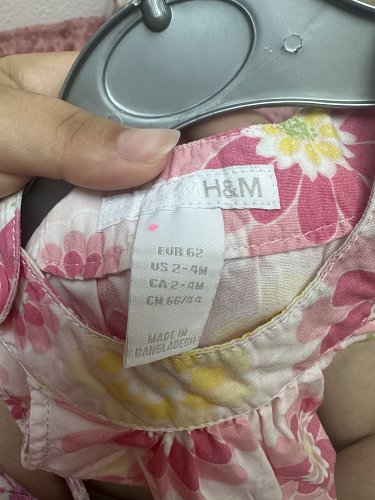 H&M
EUR 62
US 2-4M
CA 2-4M
CN 66/44
MADE IN
BANGLADESH